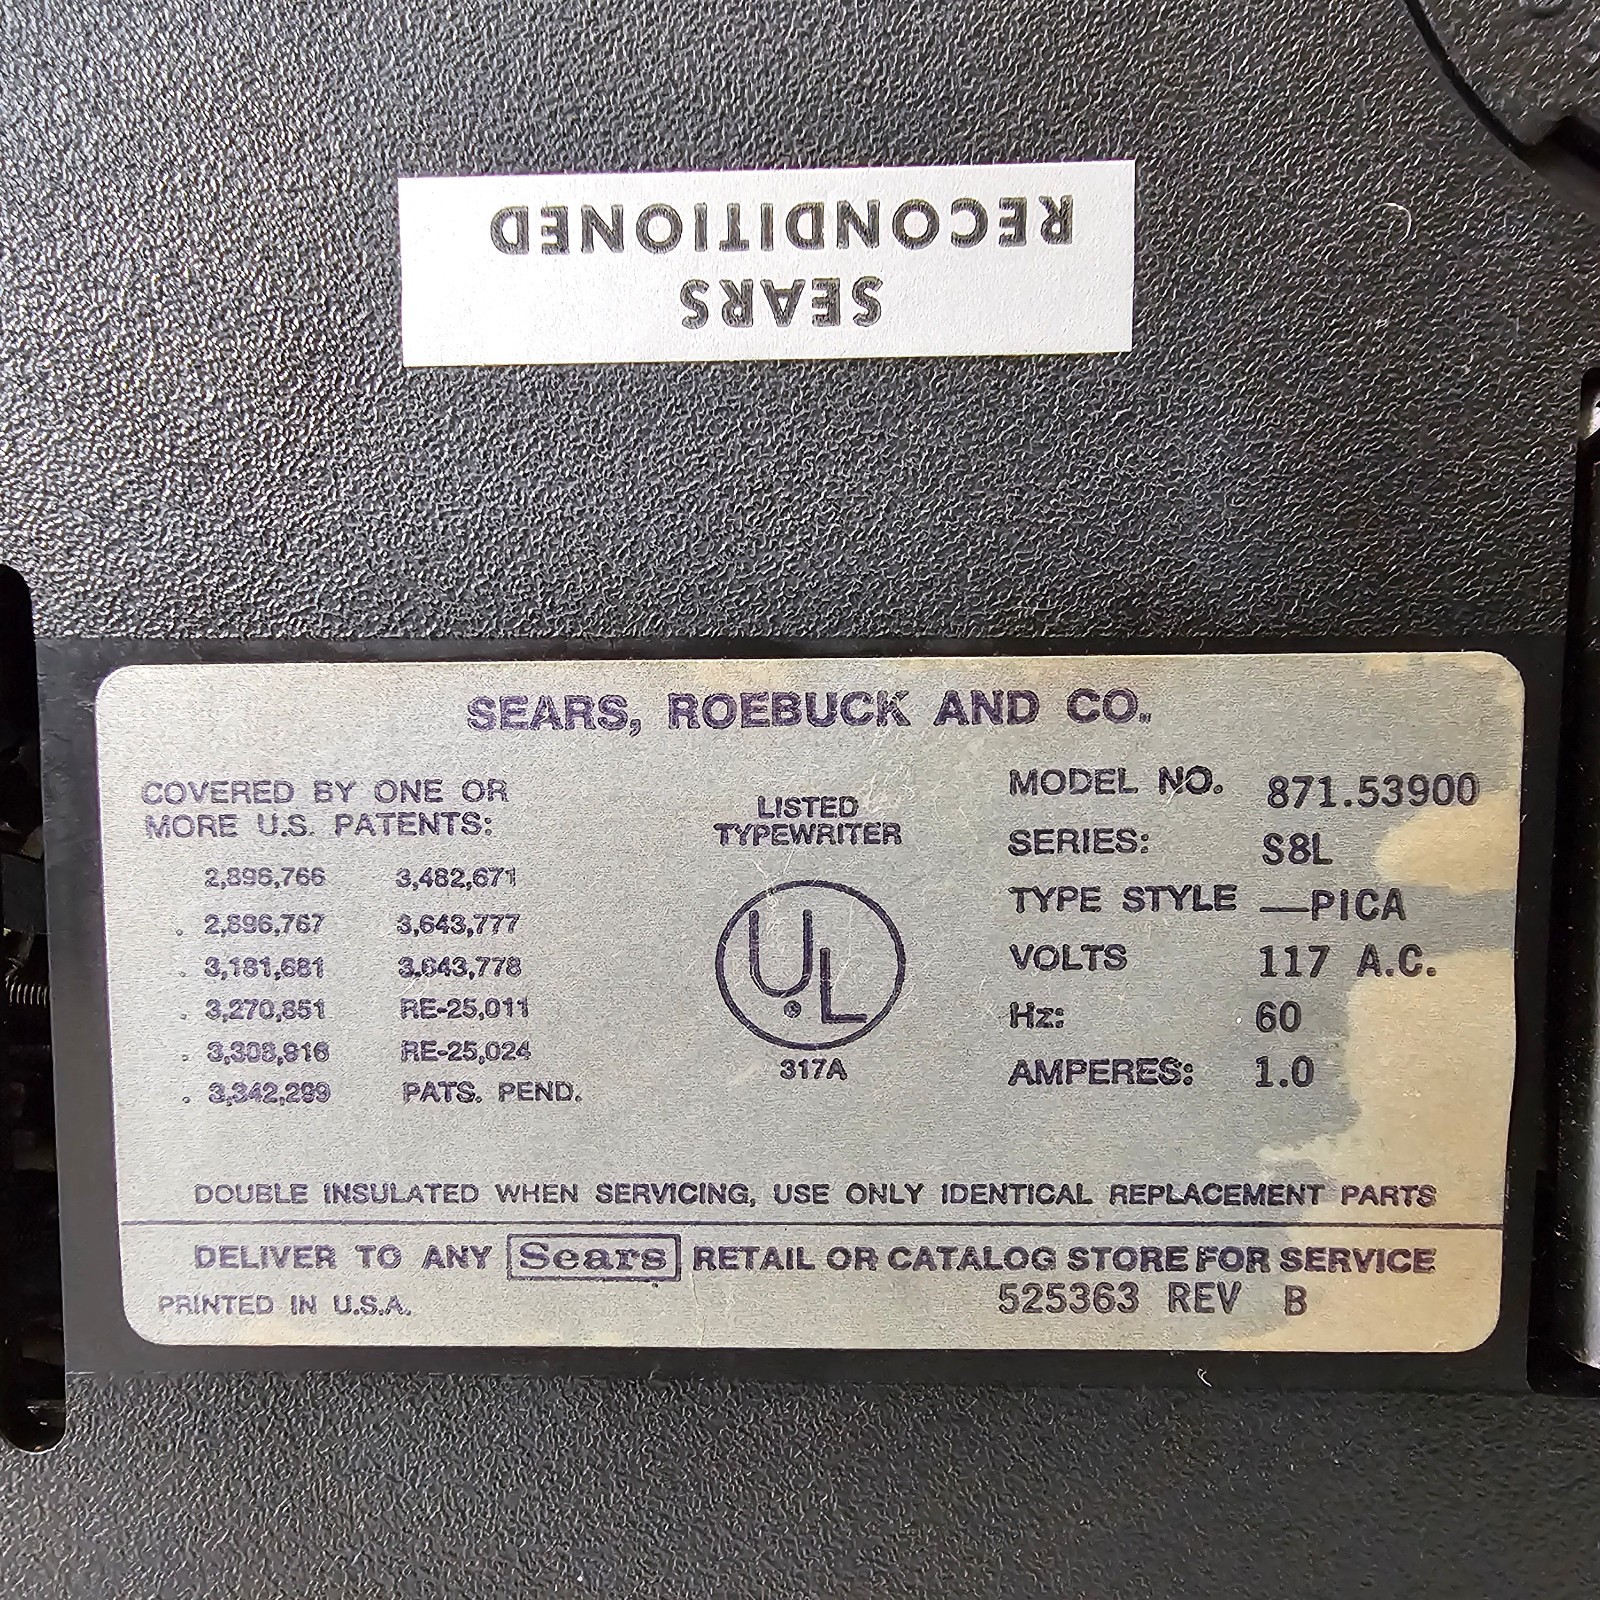 SEARS
RECONDITIONED
SEARS, ROEBUCK AND CO.
COVERED BY ONE OR
MORE U.S. PATENTS:
2,896,766 3,482,671
2,896,767 3,643,777
3,181,681 3,643,778
3,270,851 RE-25,011
3,308,916 RE-25,024
3,342,299 PATS. PEND.
LISTED
TYPEWRITER
UL
®
317A
MODEL NO. 871.53900
SERIES: S8L
TYPE STYLE —PICA
VOLTS 117 A.C.
Hz: 60
AMPERES: 1.0
DOUBLE INSULATED WHEN SERVICING, USE ONLY IDENTICAL REPLACEMENT PARTS
DELIVER TO ANY Sears RETAIL OR CATALOG STORE FOR SERVICE
PRINTED IN U.S.A. 525363 REV B